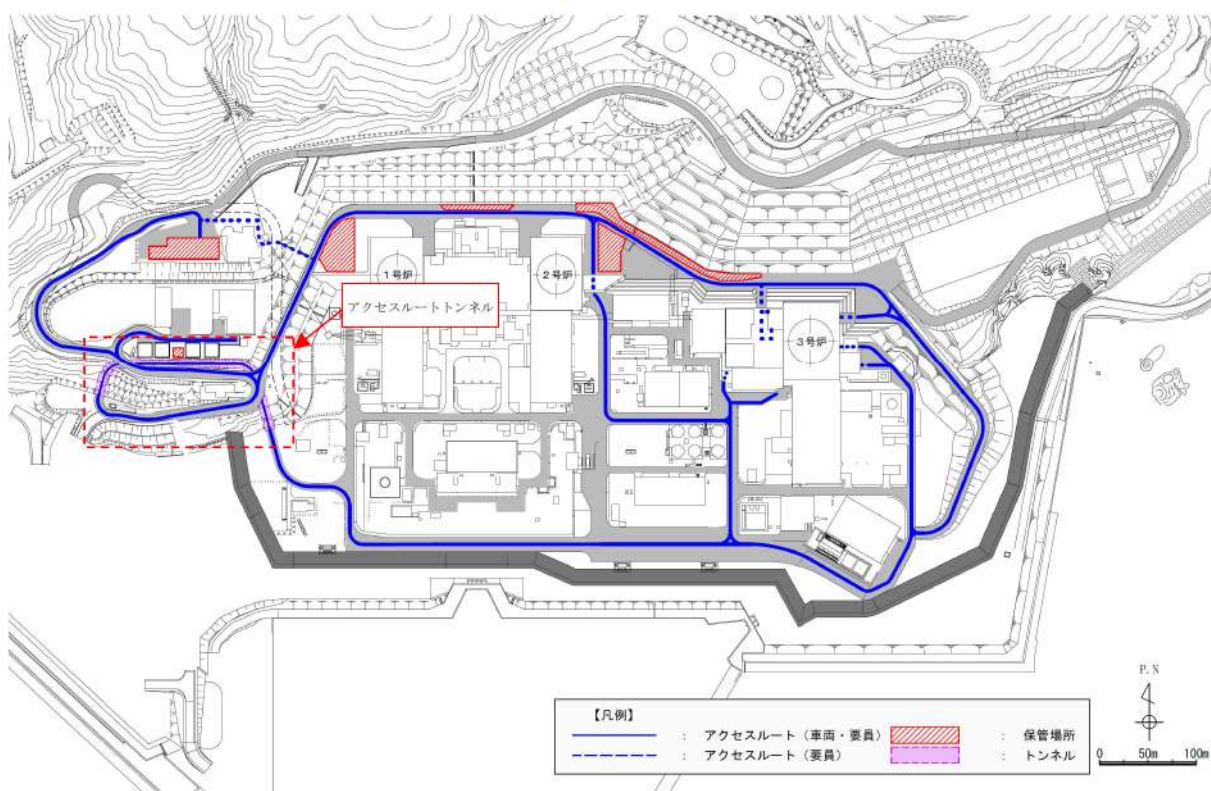 1号炉
2号炉
アクセスルートトンネル
3号炉
P.N
【凡例】
: アクセスルート（車両・要員） : 保管場所
: アクセスルート（要員） : トンネル
0 50m 100m